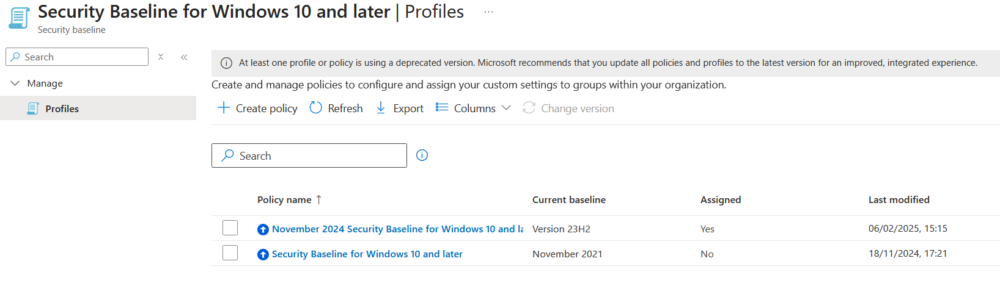 Security Baseline for Windows 10 and later | Profiles ...
Security baseline
Search
Manage
Profiles
At least one profile or policy is using a deprecated version. Microsoft recommends that you update all policies and profiles to the latest version for an improved, integrated experience.
Create and manage policies to configure and assign your custom settings to groups within your organization.
Create policy Refresh Export Columns Change version
Search
Policy name ↑ Current baseline Assigned Last modified
November 2024 Security Baseline for Windows 10 and la Version 23H2 Yes 06/02/2025, 15:15
Security Baseline for Windows 10 and later November 2021 No 18/11/2024, 17:21